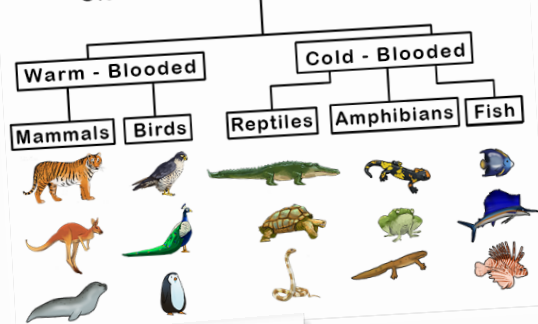 Warm - Blooded
Cold - Blooded
Mammals
Birds
Reptiles
Amphibians
Fish